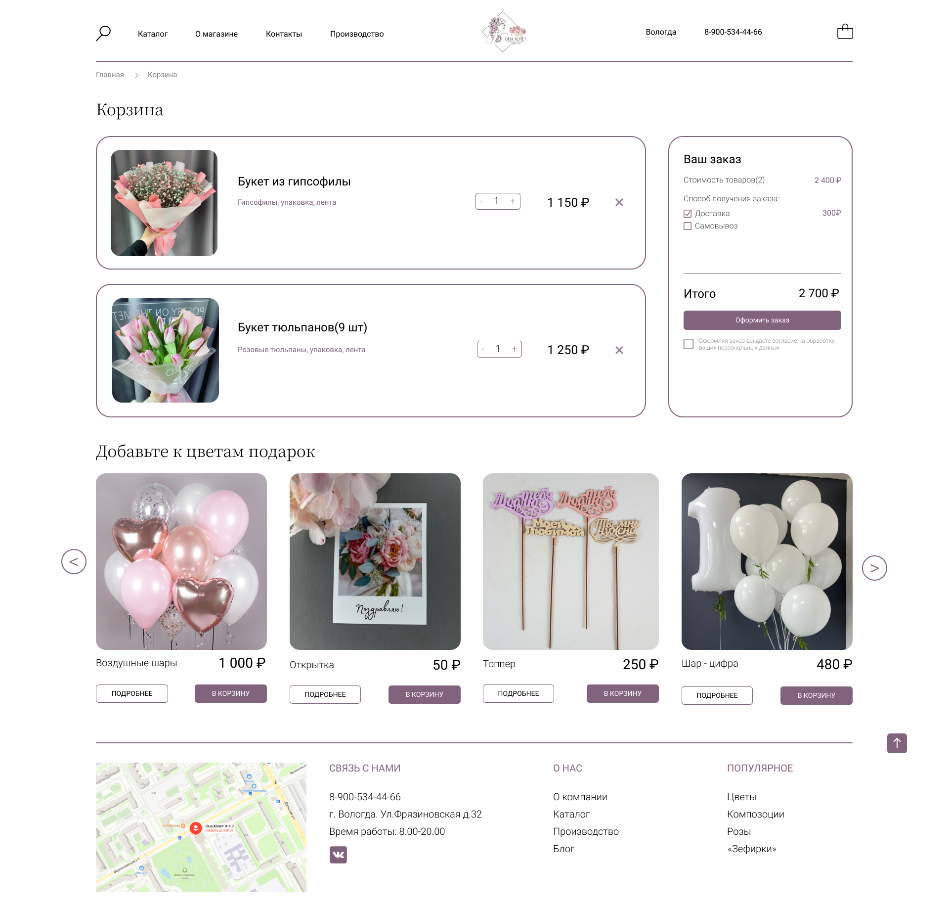 Каталог
О магазине
Контакты
Производство
Вологда
8-900-534-44-66
Главная > Корзина
Корзина
Букет из гипсофилы
Гипсофилы, упаковка, лента
- 1 +
1 150 ₽
Букет тюльпанов(9 шт)
Розовые тюльпаны, упаковка, лента
- 1 +
1 250 ₽
Ваш заказ
Стоимость товаров(2) 2 400 ₽
Способ получения заказа:
Доставка 300₽
Самовывоз
Итого 2 700 ₽
Оформить заказ
Оформляя заказ вы даете согласие на обработку
ваших персональных данных
Добавьте к цветам подарок
<
Поздравляю!
1
>
Воздушные шары 1 000 ₽
ПОДРОБНЕЕ В КОРЗИНУ
Открытка 50 ₽
ПОДРОБНЕЕ В КОРЗИНУ
Топпер 250 ₽
ПОДРОБНЕЕ В КОРЗИНУ
Шар - цифра 480 ₽
ПОДРОБНЕЕ В КОРЗИНУ
СВЯЗЬ С НАМИ
8-900-534-44-66
г. Вологда. Ул.Фрязиновская д.32
Время работы: 8.00-20.00
О НАС
О компании
Каталог
Производство
Блог
ПОПУЛЯРНОЕ
Цветы
Компзоции
Розы
«Зефирки»